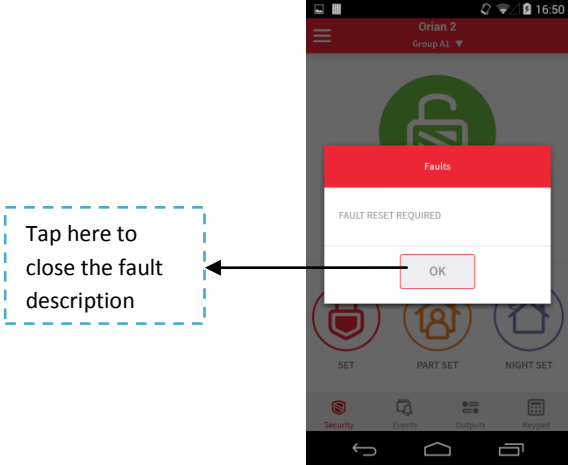 16:50
Orian 2
Group A1 ▼
Faults
FAULT RESET REQUIRED
OK
Tap here to
close the fault
description
SET PART SET NIGHT SET
Security Events Outputs Keypad